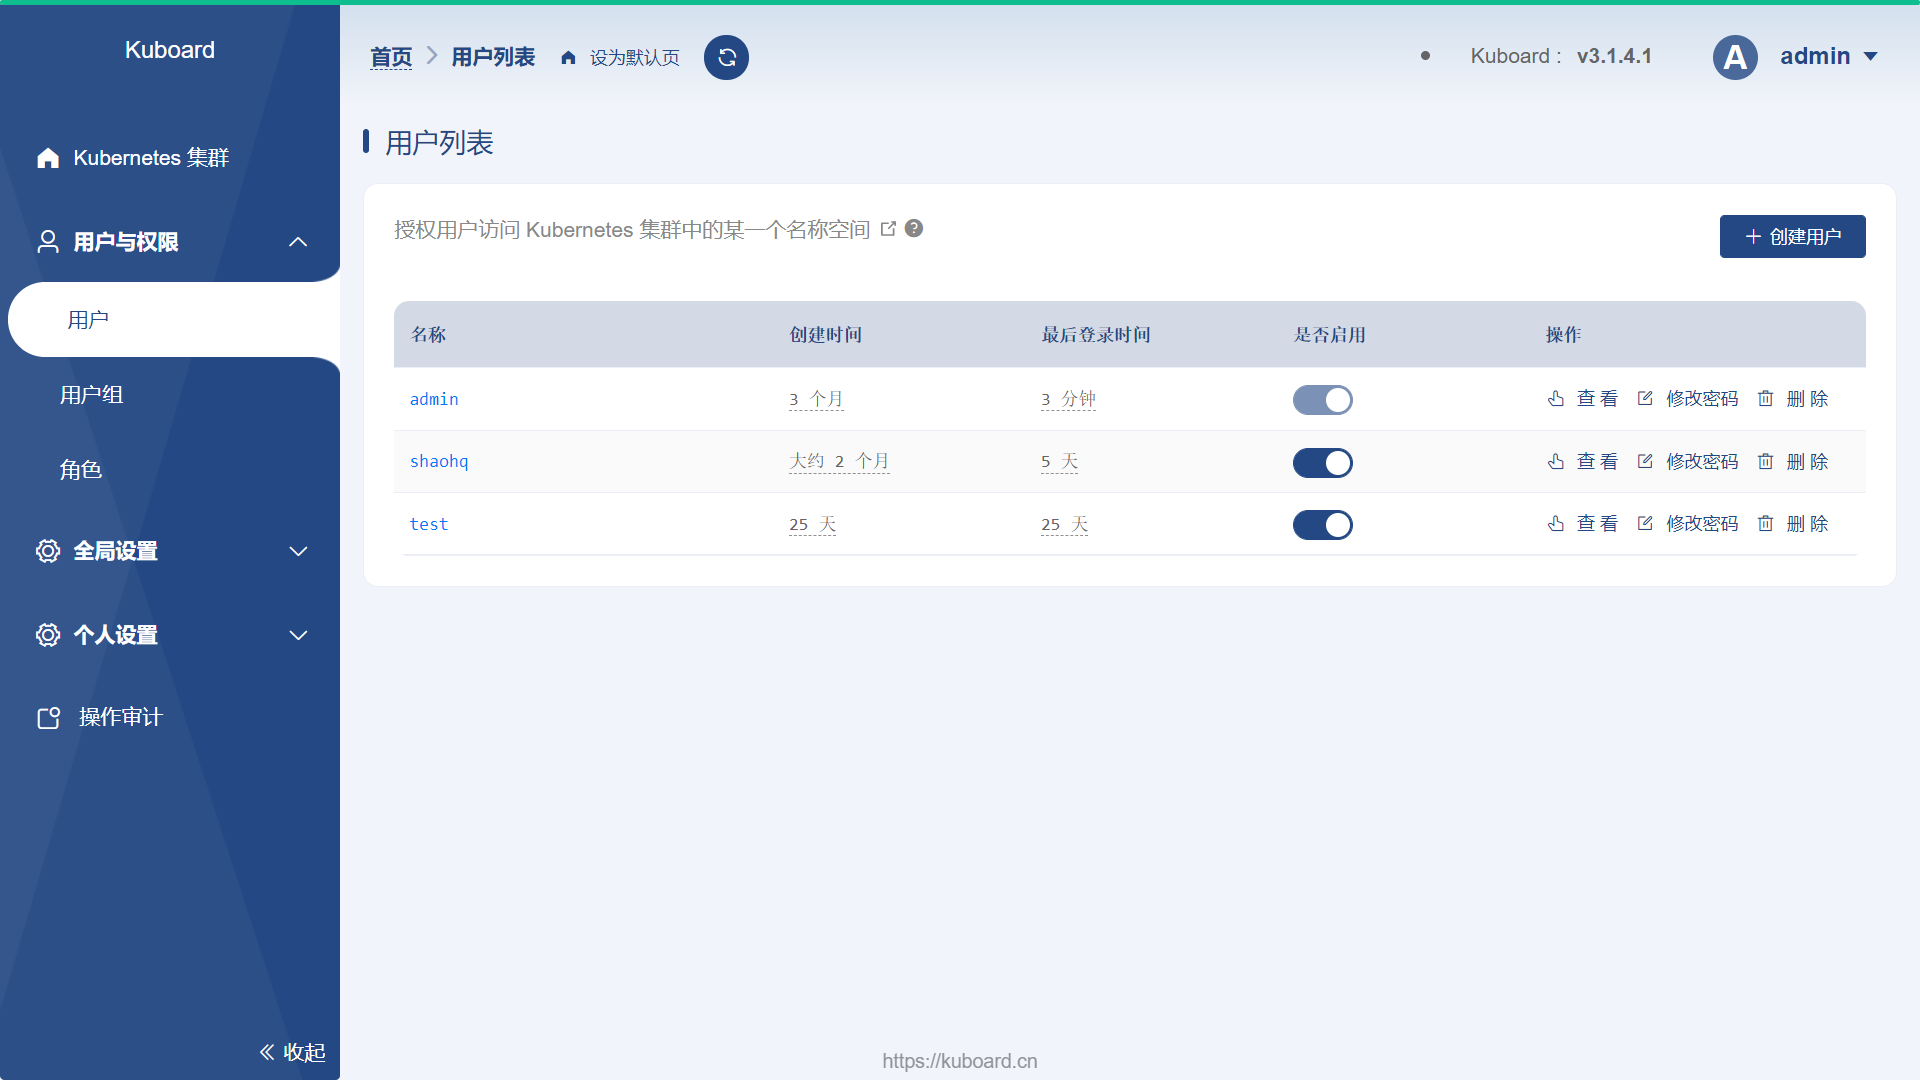 Kuboard
首页 用户列表 设为默认页
Kuboard : v3.1.4.1
A admin
Kubernetes 集群
用户与权限
用户
用户组
角色
全局设置
个人设置
操作审计
收起
用户列表
授权用户访问 Kubernetes 集群中的某一个名称空间 ?
创建用户
名称 创建时间 最后登录时间 是否启用 操作
admin 3 个月 3 分钟 查看 修改密码 删除
shaohq 大约 2 个月 5 天 查看 修改密码 删除
test 25 天 25 天 查看 修改密码 删除
https://kuboard.cn